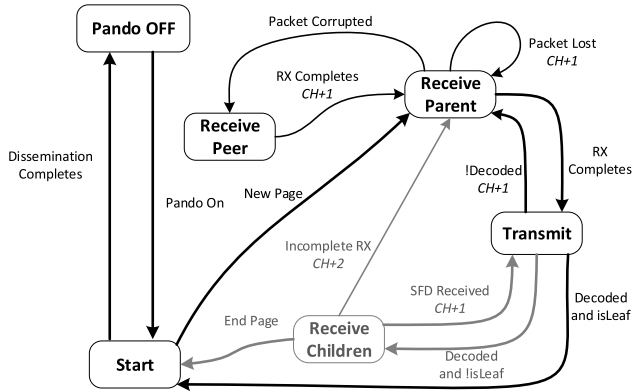 Pando OFF
Packet Corrupted
Packet Lost
CH+1
RX Completes
CH+1
Receive
Parent
Receive
Peer
Dissemination
Completes
!Decoded
CH+1
RX
Completes
Pando On
New Page
Transmit
Incomplete RX
CH+2
SFD Received
CH+1
Decoded
and isLeaf
End Page
Receive
Children
Decoded
and !isLeaf
Start